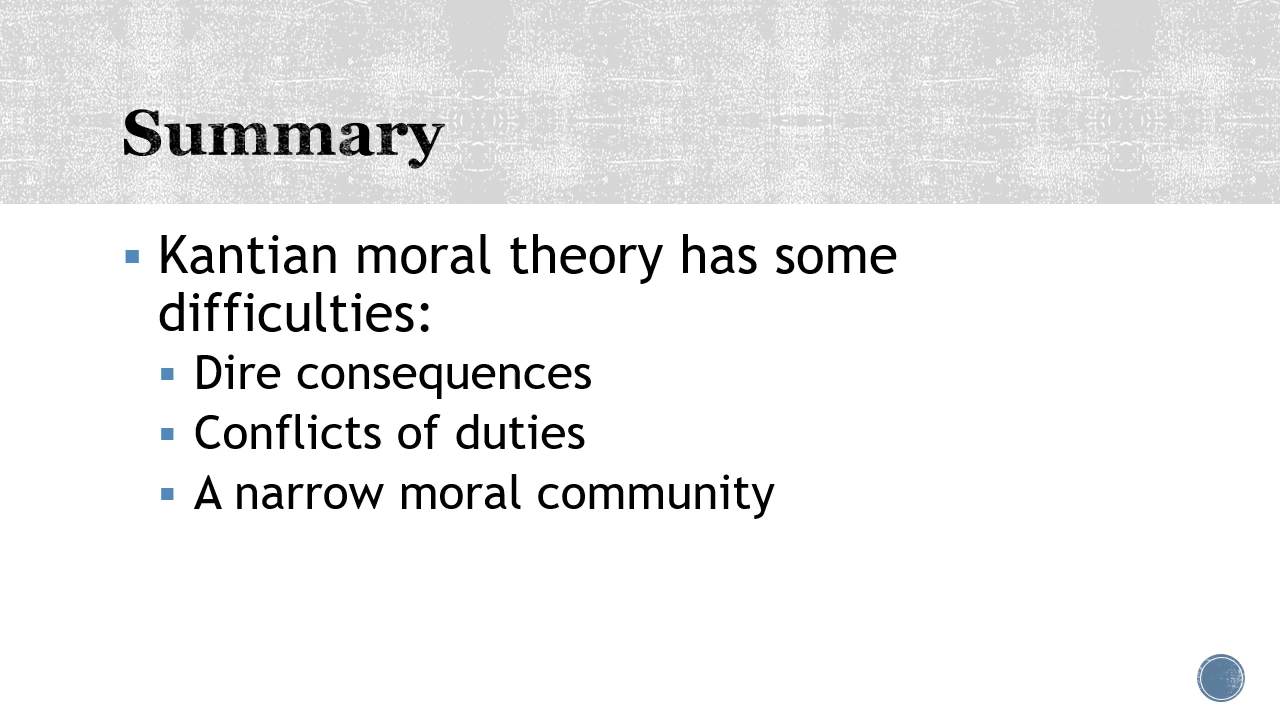 Summary
Kantian moral theory has some
difficulties:
Dire consequences
Conflicts of duties
A narrow moral community